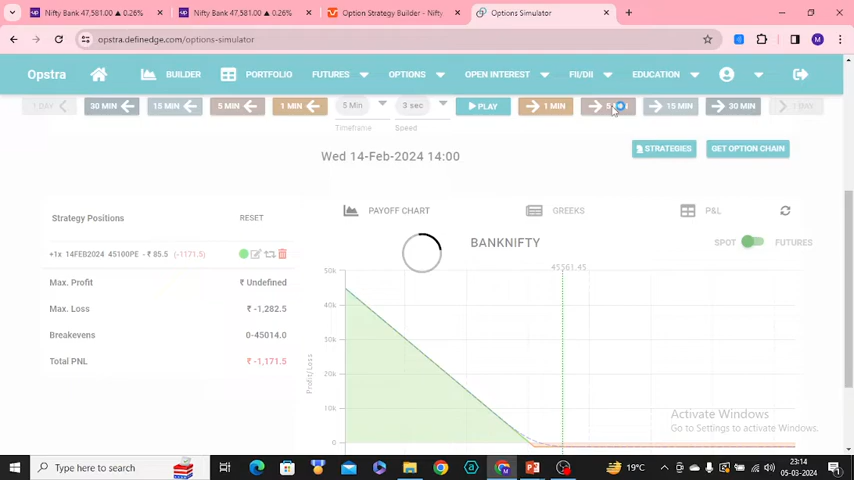 Nifty Bank 47,581.00 ▲ 0.26% Nifty Bank 47,581.00 ▲ 0.26% Option Strategy Builder - Nifty Options Simulator
opstra.definedge.com/options-simulator
Opstra BUILDER PORTFOLIO FUTURES OPTIONS OPEN INTEREST FII/DII EDUCATION
1 DAY 30 MIN 15 MIN 5 MIN 1 MIN 5 Min 3 sec PLAY 1 MIN 15 MIN 30 MIN 1 DAY
Timeframe Speed
Wed 14-Feb-2024 14:00 STRATEGIES GET OPTION CHAIN
Strategy Positions RESET PAYOFF CHART GREEKS P&L
BANKNIFTY SPOT FUTURES
+1x 14FEB2024 45100PE - ₹ 85.5 (-1171.5)
45561.45
50k
Max. Profit ₹ Undefined
40k
Max. Loss ₹ -1,282.5
Breakevens 0-45014.0
30k
Total PNL ₹ -1,171.5
Profit/Loss
20k
10k
0
Activate Windows
Go to Settings to activate Windows.
Type here to search 19°C 23:14
05-03-2024